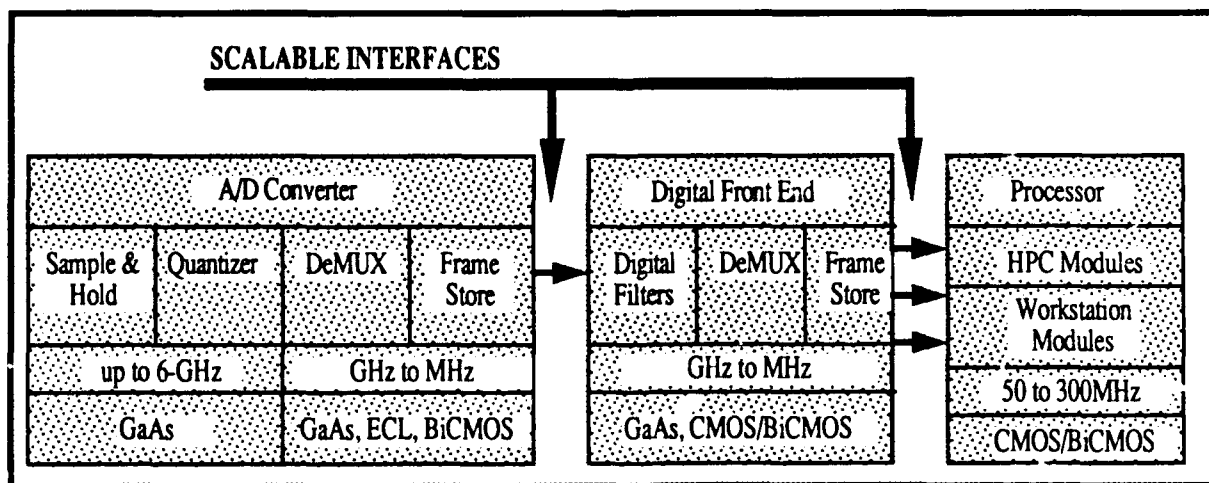 SCALABLE INTERFACES
A/D Converter
Sample &
Hold
Quantizer
DeMUX
Frame
Store
up to 6-GHz
GHz to MHz
GaAs
GaAs, ECL, BiCMOS
Digital Front End
Digital
Filters
DeMUX
Frame
Store
GHz to MHz
GaAs, CMOS/BiCMOS
Processor
HPC Modules
Workstation
Modules
50 to 300MHz
CMOS/BiCMOS